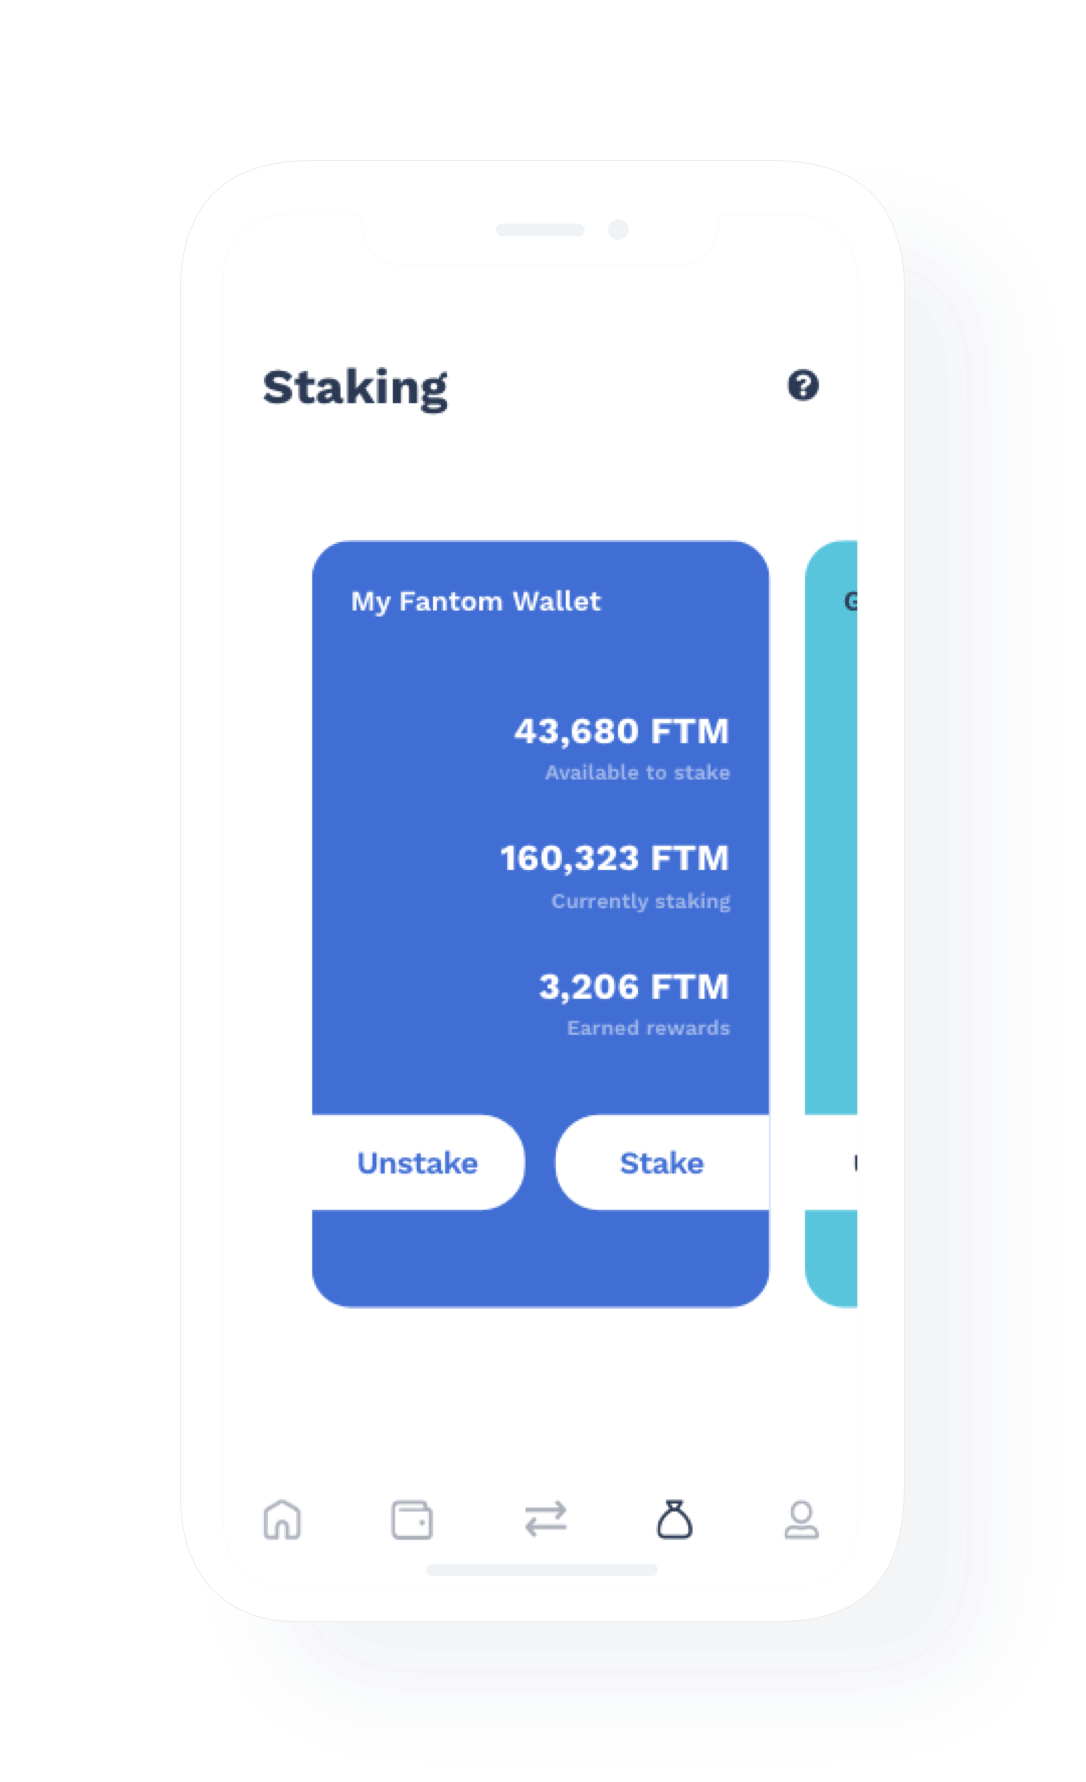 Staking
My Fantom Wallet
43,680 FTM
Available to stake
160,323 FTM
Currently staking
3,206 FTM
Earned rewards
Unstake
Stake